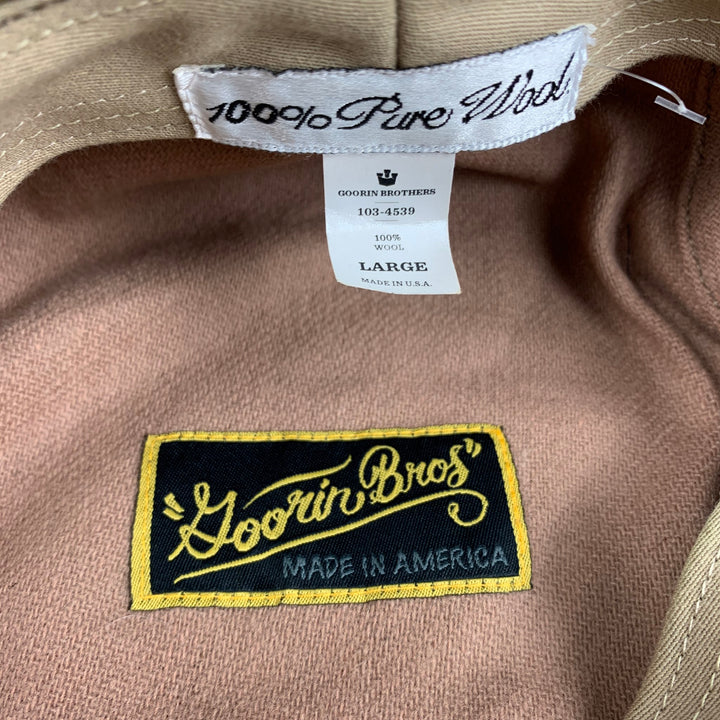 100% Pure Wool
GOORIN BROTHERS
103-4539
100%
WOOL
LARGE
MADE IN U.S.A.
"Goorin Bros"
MADE IN AMERICA